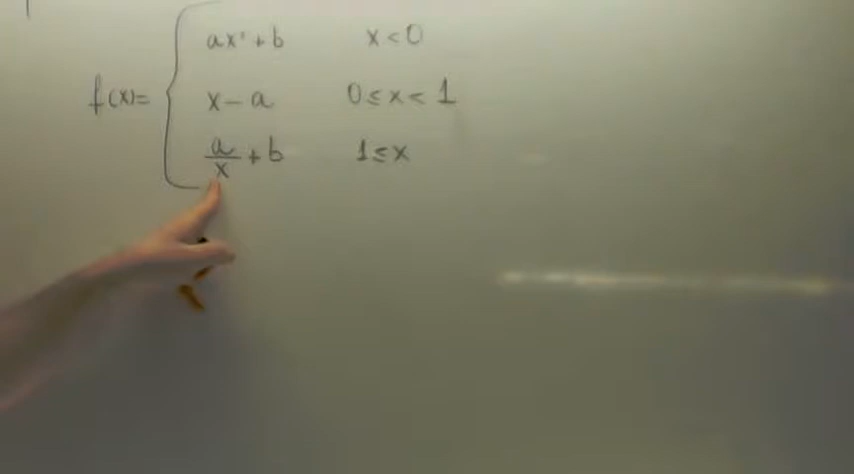 f(x)= { ax² + b   x < 0
x - a   0 ≤ x < 1
a/x + b   1 ≤ x